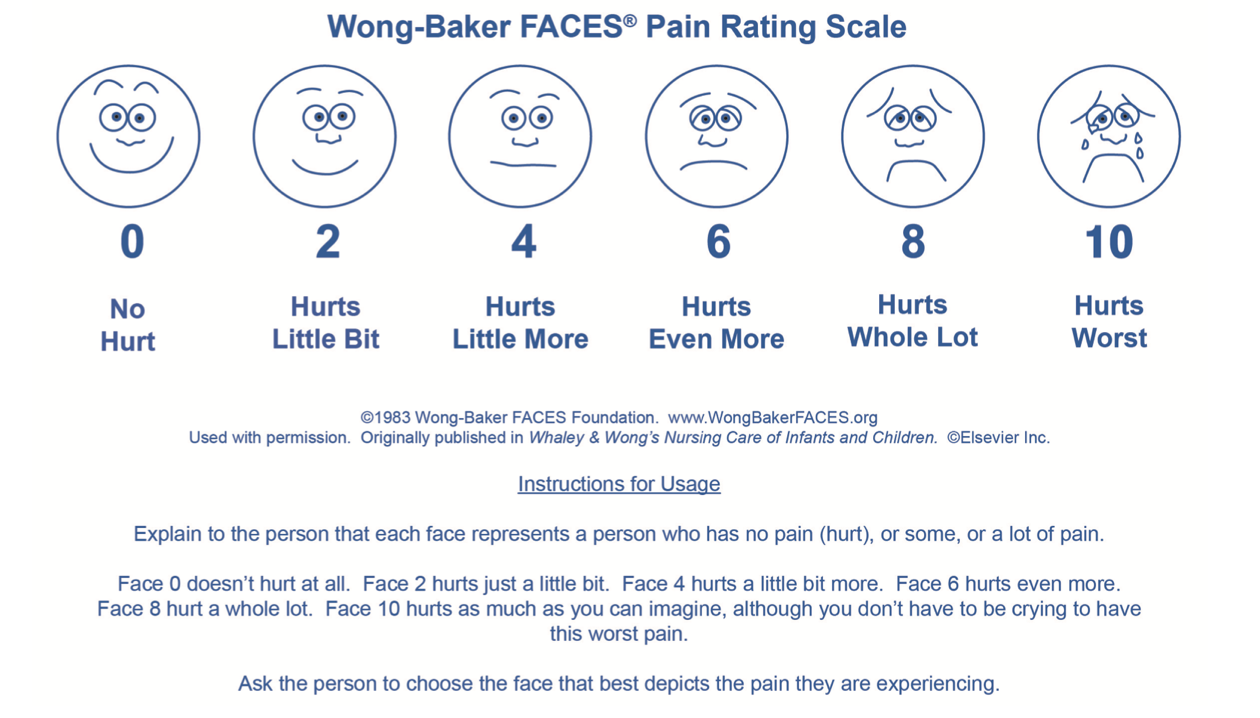 Wong-Baker FACES® Pain Rating Scale
0 2 4 6 8 10
No Hurts Hurts Hurts Hurts Hurts
Hurt Little Bit Little More Even More Whole Lot Worst
©1983 Wong-Baker FACES Foundation. www.WongBakerFACES.org
Used with permission. Originally published in Whaley & Wong's Nursing Care of Infants and Children. ©Elsevier Inc.
Instructions for Usage
Explain to the person that each face represents a person who has no pain (hurt), or some, or a lot of pain.
Face 0 doesn't hurt at all. Face 2 hurts just a little bit. Face 4 hurts a little bit more. Face 6 hurts even more.
Face 8 hurt a whole lot. Face 10 hurts as much as you can imagine, although you don't have to be crying to have
this worst pain.
Ask the person to choose the face that best depicts the pain they are experiencing.